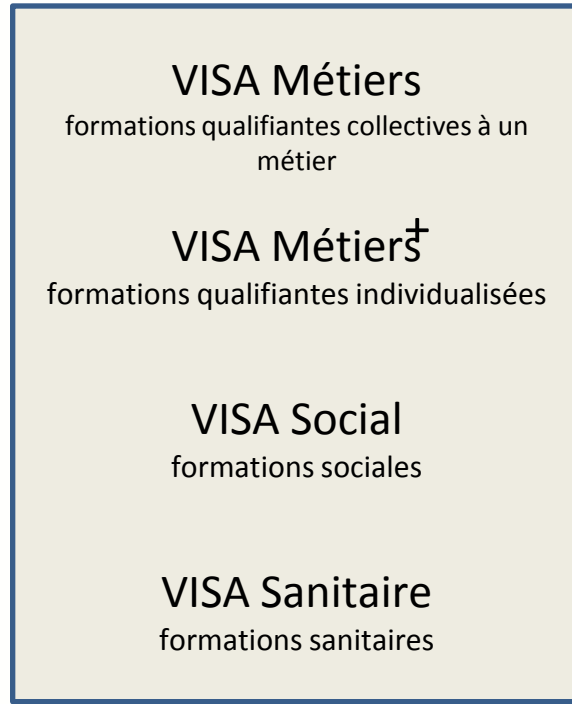 VISA Métiers
formations qualifiantes collectives à un
métier
VISA Métiers+
formations qualifiantes individualisées
VISA Social
formations sociales
VISA Sanitaire
formations sanitaires